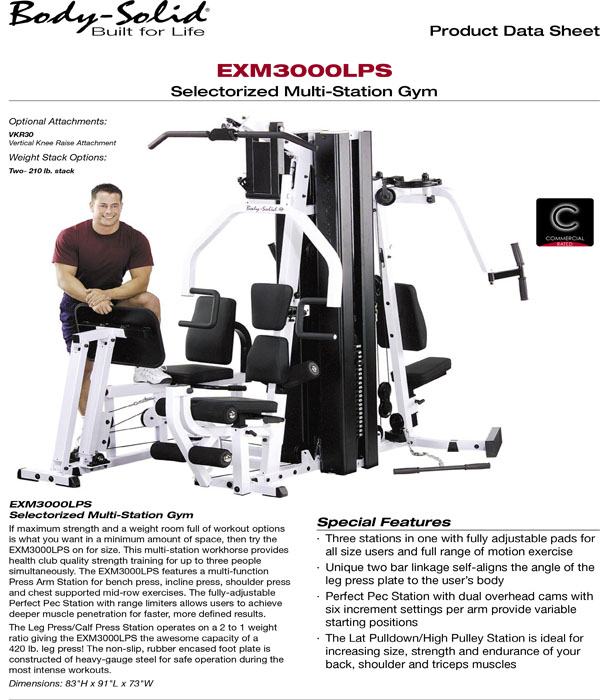 Body-Solid®
Built for Life
Product Data Sheet
EXM3000LPS
Selectorized Multi-Station Gym
Optional Attachments:
VKR30
Vertical Knee Raise Attachment
Weight Stack Options:
Two- 210 lb. stack
Body-Solid
COMMERCIAL
RATED
EXM3000LPS
Selectorized Multi-Station Gym
If maximum strength and a weight room full of workout options
is what you want in a minimum amount of space, then try the
EXM3000LPS on for size. This multi-station workhorse provides
health club quality strength training for up to three people
simultaneously. The EXM3000LPS features a multi-function
Press Arm Station for bench press, incline press, shoulder press
and chest supported mid-row exercises. The fully-adjustable
Perfect Pec Station with range limiters allows users to achieve
deeper muscle penetration for faster, more defined results.
The Leg Press/Calf Press Station operates on a 2 to 1 weight
ratio giving the EXM3000LPS the awesome capacity of a
420 lb. leg press! The non-slip, rubber encased foot plate is
constructed of heavy-gauge steel for safe operation during the
most intense workouts.
Dimensions: 83"H x 91"L x 73"W
Special Features
· Three stations in one with fully adjustable pads for
all size users and full range of motion exercise
· Unique two bar linkage self-aligns the angle of the
leg press plate to the user's body
· Perfect Pec Station with dual overhead cams with
six increment settings per arm provide variable
starting positions
· The Lat Pulldown/High Pulley Station is ideal for
increasing size, strength and endurance of your
back, shoulder and triceps muscles